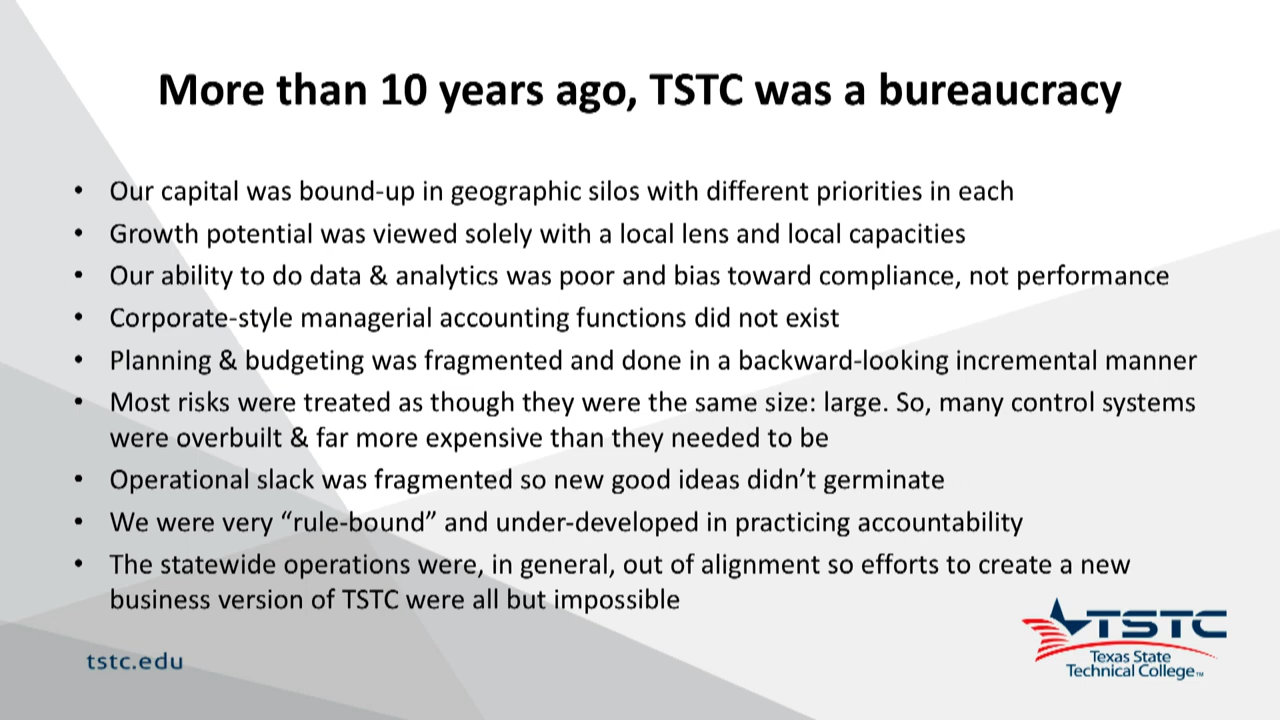 More than 10 years ago, TSTC was a bureaucracy
• Our capital was bound-up in geographic silos with different priorities in each
• Growth potential was viewed solely with a local lens and local capacities
• Our ability to do data & analytics was poor and bias toward compliance, not performance
• Corporate-style managerial accounting functions did not exist
• Planning & budgeting was fragmented and done in a backward-looking incremental manner
• Most risks were treated as though they were the same size: large. So, many control systems
were overbuilt & far more expensive than they needed to be
• Operational slack was fragmented so new good ideas didn’t germinate
• We were very “rule-bound” and under-developed in practicing accountability
• The statewide operations were, in general, out of alignment so efforts to create a new
business version of TSTC were all but impossible
tstc.edu
TSTC
Texas State
Technical College™